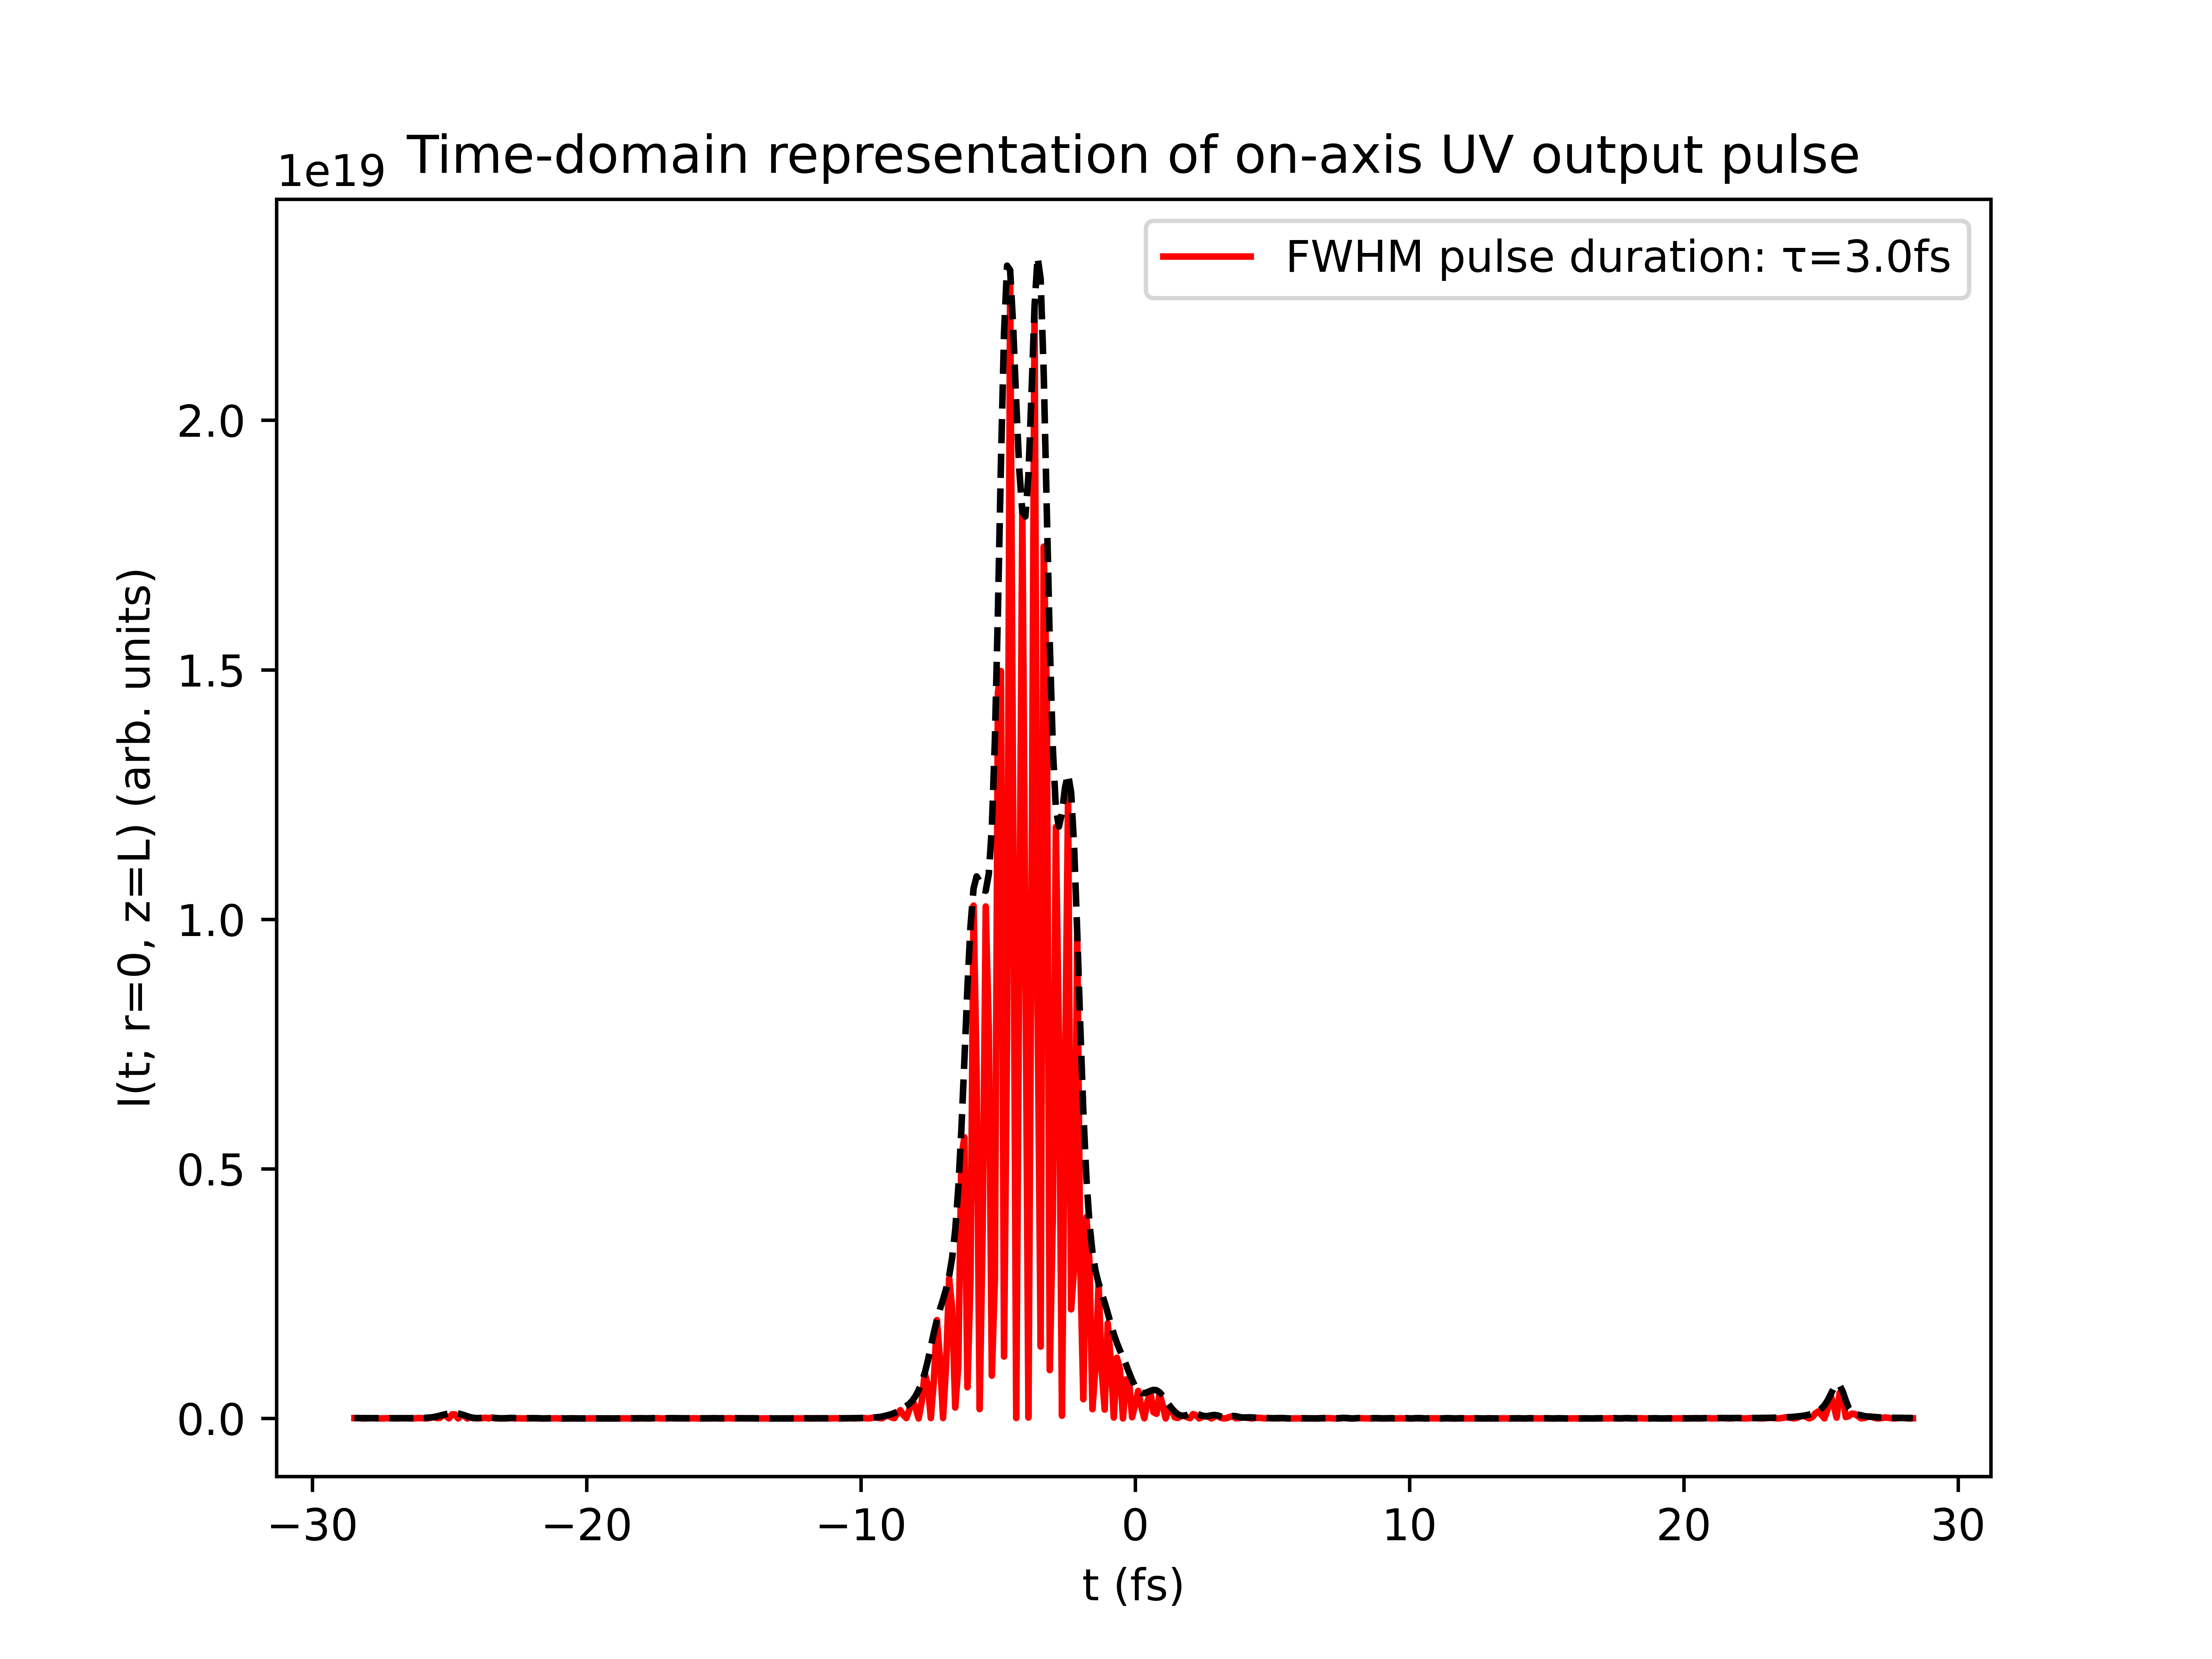 Time-domain representation of on-axis UV output pulse
1e19
FWHM pulse duration: τ=3.0fs
I(t; r=0, z=L) (arb. units)
2.0
1.5
1.0
0.5
0.0
−30 −20 −10 0 10 20 30
t (fs)